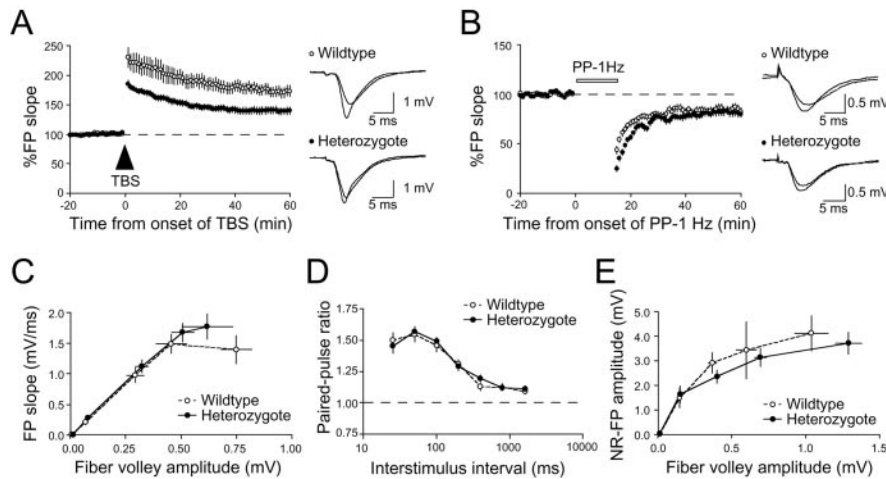 A
%FP slope
250
200
150
100
50
0
-20
0
20
40
60
TBS
Time from onset of TBS (min)
Wildtype
1 mV
5 ms
Heterozygote
1 mV
5 ms
B
%FP slope
150
100
50
0
-20
0
20
40
60
PP-1Hz
Time from onset of PP-1 Hz (min)
Wildtype
0.5 mV
5 ms
Heterozygote
0.5 mV
5 ms
C
FP slope (mV/ms)
2.0
1.5
1.0
0.5
0.0
0.00
0.25
0.50
0.75
1.00
Wildtype
Heterozygote
Fiber volley amplitude (mV)
D
Paired-pulse ratio
1.75
1.50
1.25
1.00
0.75
10
100
1000
10000
Wildtype
Heterozygote
Interstimulus interval (ms)
E
NR-FP amplitude (mV)
5.0
4.0
3.0
2.0
1.0
0.0
0.0
0.5
1.0
1.5
Wildtype
Heterozygote
Fiber volley amplitude (mV)